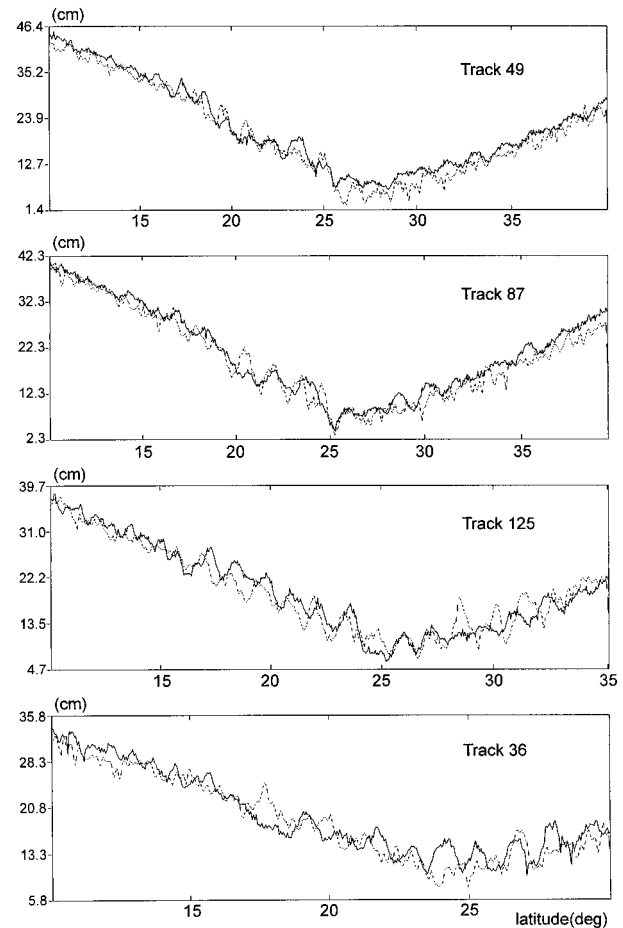 (cm)
46.4
35.2
23.9
12.7
1.4
Track 49
15 20 25 30 35
(cm)
42.3
32.3
22.3
12.3
2.3
Track 87
15 20 25 30 35
(cm)
39.7
31.0
22.2
13.5
4.7
Track 125
15 20 25 30 35
(cm)
35.8
28.3
20.8
13.3
5.8
Track 36
15 20 25
latitude(deg)